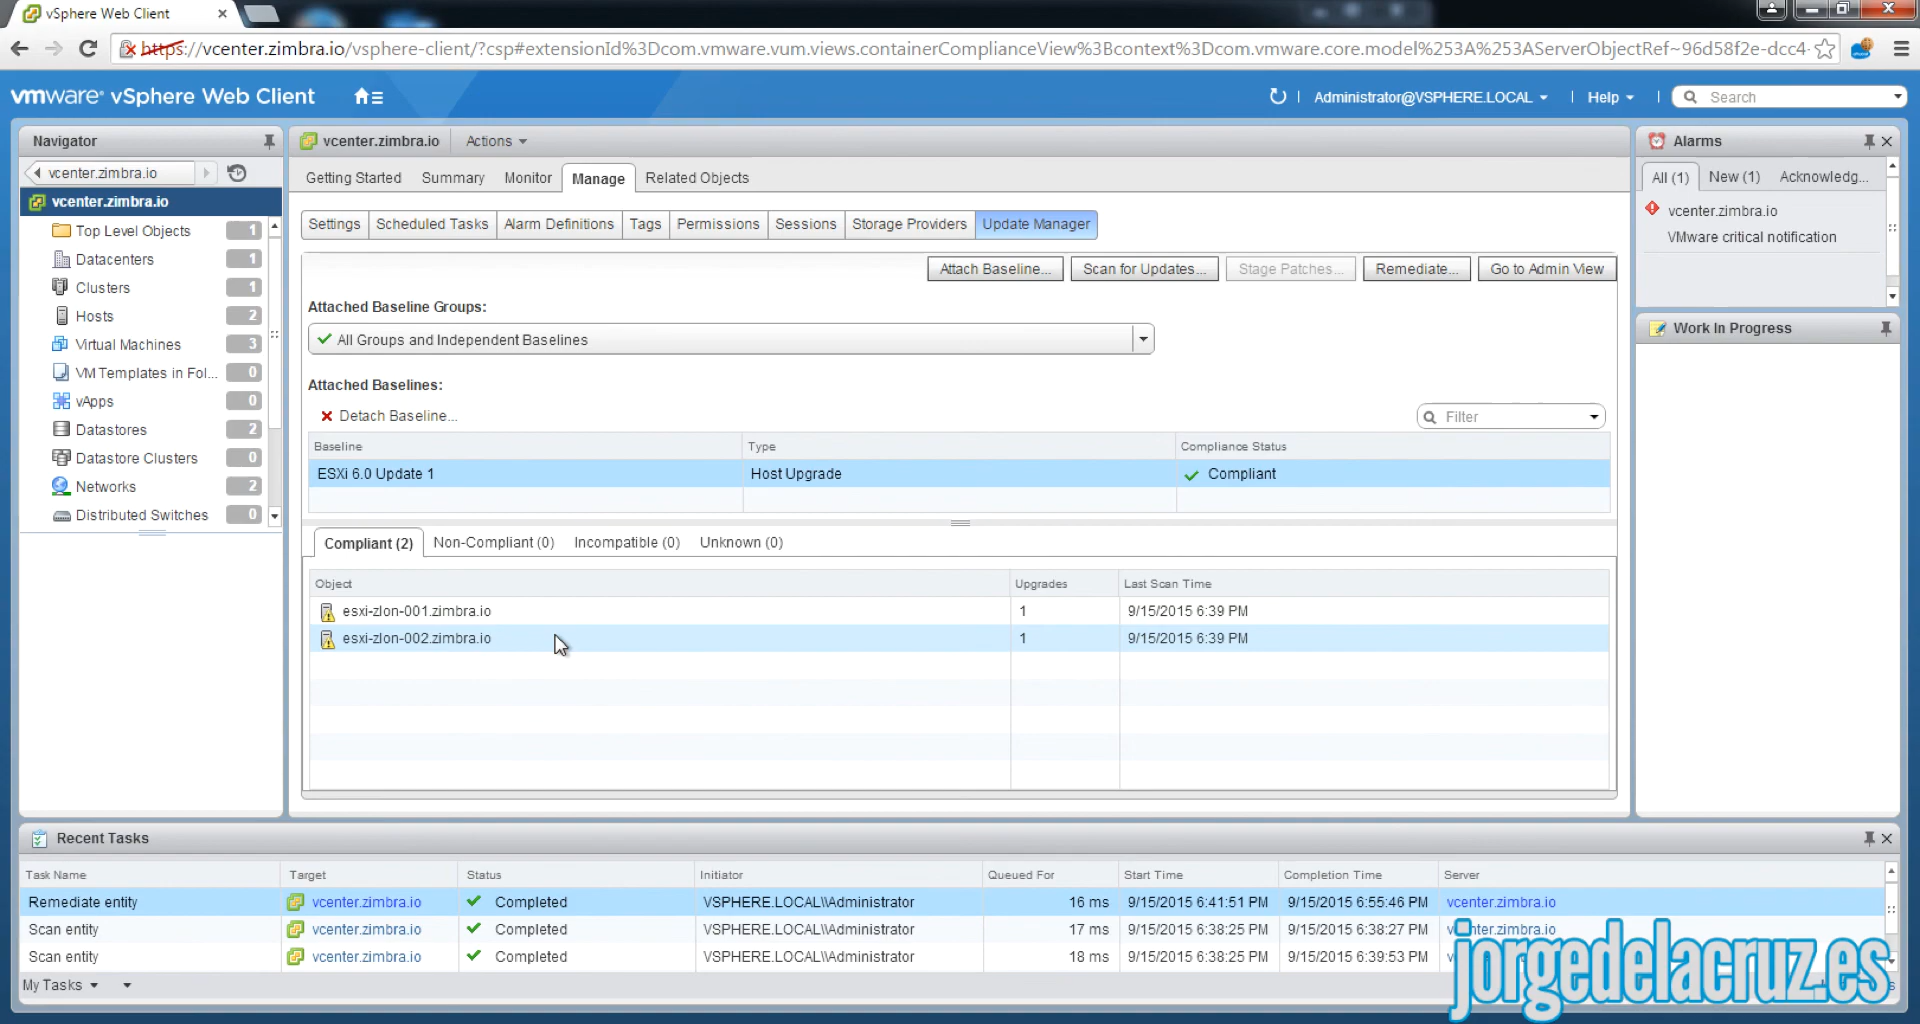 vSphere Web Client
https://vcenter.zimbra.io/vsphere-client/?csp#extensionId%3Dcom.vmware.vum.views.containerComplianceView%3Bcontext%3Dcom.vmware.core.model%253A%253AServerObjectRef~96d58f2e-dcc4-
vmware® vSphere Web Client
Administrator@VSPHERE.LOCAL
Help
Search
Navigator
vcenter.zimbra.io
vcenter.zimbra.io
Top Level Objects 1
Datacenters 1
Clusters 1
Hosts 2
Virtual Machines 3
VM Templates in Fol... 0
vApps 0
Datastores 2
Datastore Clusters 0
Networks 2
Distributed Switches 0
vcenter.zimbra.io Actions
Getting Started Summary Monitor Manage Related Objects
Settings Scheduled Tasks Alarm Definitions Tags Permissions Sessions Storage Providers Update Manager
Attach Baseline... Scan for Updates... Stage Patches... Remediate... Go to Admin View
Attached Baseline Groups:
All Groups and Independent Baselines
Attached Baselines:
Detach Baseline...
Filter
Baseline Type Compliance Status
ESXi 6.0 Update 1 Host Upgrade Compliant
Compliant (2) Non-Compliant (0) Incompatible (0) Unknown (0)
Object Upgrades Last Scan Time
esxi-zlon-001.zimbra.io 1 9/15/2015 6:39 PM
esxi-zlon-002.zimbra.io 1 9/15/2015 6:39 PM
Alarms
All (1) New (1) Acknowledg...
vcenter.zimbra.io
VMware critical notification
Work In Progress
Recent Tasks
Task Name Target Status Initiator Queued For Start Time Completion Time Server
Remediate entity vcenter.zimbra.io Completed VSPHERE.LOCAL\\Administrator 16 ms 9/15/2015 6:41:51 PM 9/15/2015 6:55:46 PM vcenter.zimbra.io
Scan entity vcenter.zimbra.io Completed VSPHERE.LOCAL\\Administrator 17 ms 9/15/2015 6:38:25 PM 9/15/2015 6:38:27 PM
Scan entity vcenter.zimbra.io Completed VSPHERE.LOCAL\\Administrator 18 ms 9/15/2015 6:38:25 PM 9/15/2015 6:39:53 PM
My Tasks
jorgedelacruz.es